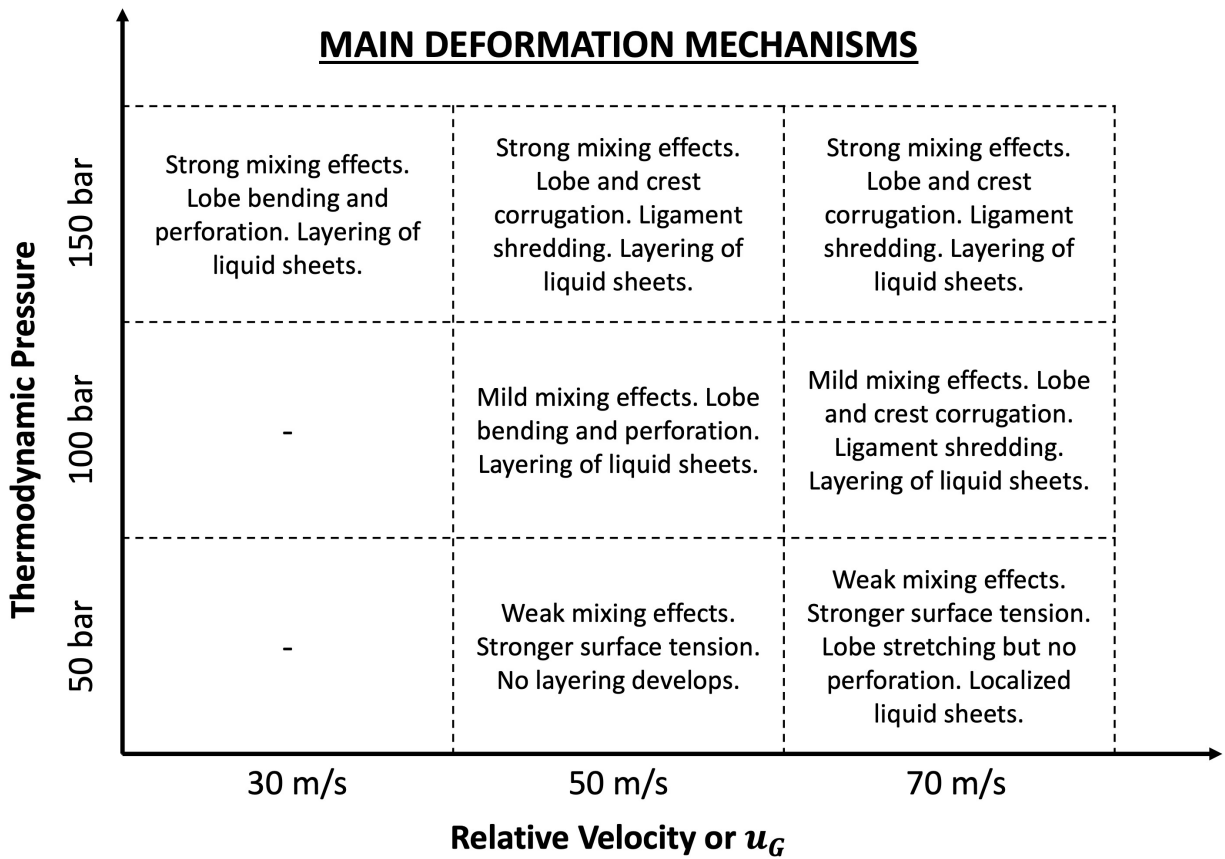 MAIN DEFORMATION MECHANISMS
Thermodynamic Pressure
150 bar
Strong mixing effects.
Lobe bending and
perforation. Layering of
liquid sheets.
Strong mixing effects.
Lobe and crest
corrugation. Ligament
shredding. Layering of
liquid sheets.
Strong mixing effects.
Lobe and crest
corrugation. Ligament
shredding. Layering of
liquid sheets.
100 bar
-
Mild mixing effects. Lobe
bending and perforation.
Layering of liquid sheets.
Mild mixing effects. Lobe
and crest corrugation.
Ligament shredding.
Layering of liquid sheets.
50 bar
-
Weak mixing effects.
Stronger surface tension.
No layering develops.
Weak mixing effects.
Stronger surface tension.
Lobe stretching but no
perforation. Localized
liquid sheets.
30 m/s
50 m/s
70 m/s
Relative Velocity or u_G